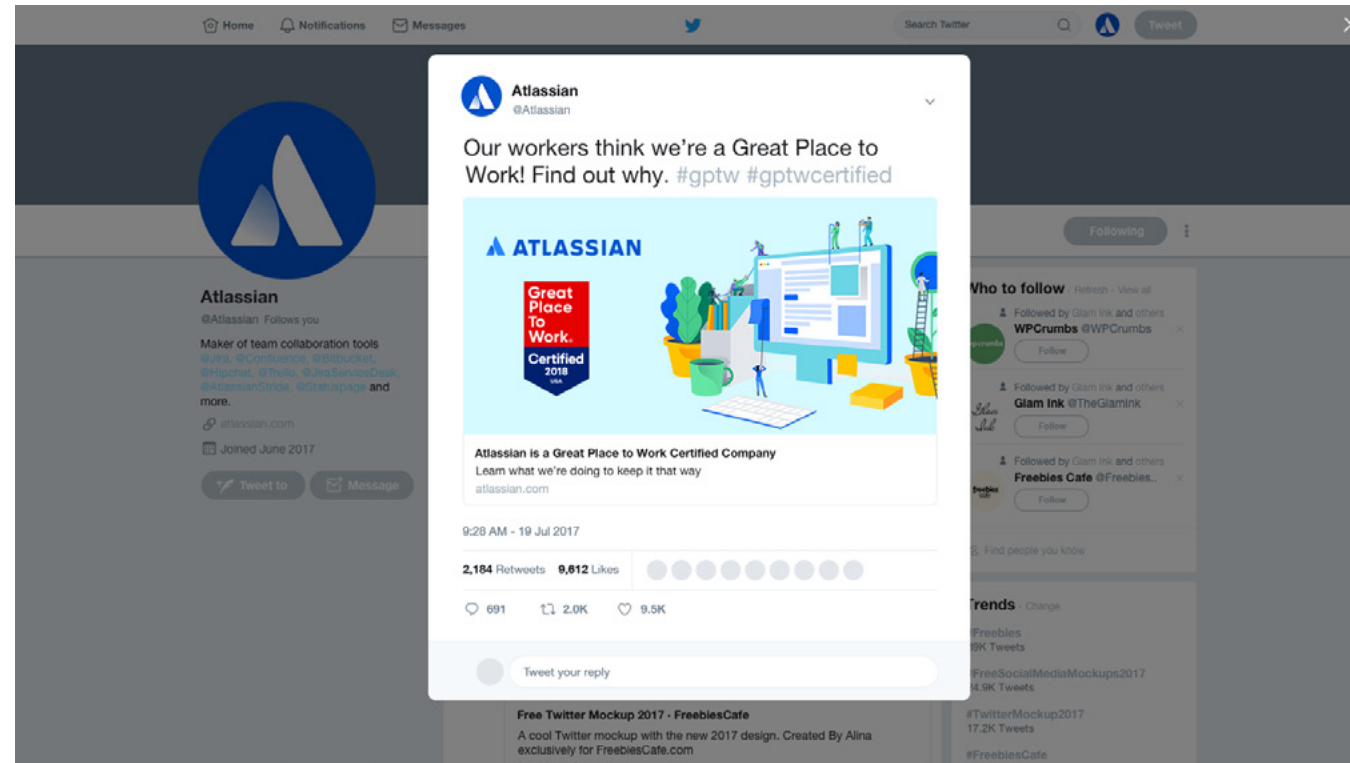 Home Notifications Messages Search Twitter Tweet
Atlassian
@Atlassian
Our workers think we're a Great Place to
Work! Find out why. #gptw #gptwcertified
ATLASSIAN
Great
Place
To
Work.
Certified
2018
USA
Atlassian is a Great Place to Work Certified Company
Learn what we're doing to keep it that way
atlassian.com
9:28 AM - 19 Jul 2017
2,184 Retweets 9,612 Likes
691 2.0K 9.5K
Tweet your reply
Free Twitter Mockup 2017 - FreebiesCafe
A cool Twitter mockup with the new 2017 design. Created By Alina
exclusively for FreebiesCafe.com
Atlassian
@Atlassian Follows you
Maker of team collaboration tools
@Jira, @Confluence, @Bitbucket,
@Hipchat, @Trello, @JiraServiceDesk,
@AtlassianStride, @Statuspage and
more.
atlassian.com
Joined June 2017
Tweet to Message
Following
Who to follow · Refresh · View all
Followed by Glam Ink and others
WPCrumbs @WPCrumbs
wpcrumbs
Follow
Followed by Glam Ink and others
Glam Ink @TheGlamInk
Glam
Ink
Follow
Followed by Glam Ink and others
Freebies Cafe @Freebies..
freebies
cafe
Follow
Find people you know
Trends · Change
#Freebies
9K Tweets
#FreeSocialMediaMockups2017
4.9K Tweets
#TwitterMockup2017
17.2K Tweets
#FreebiesCafe